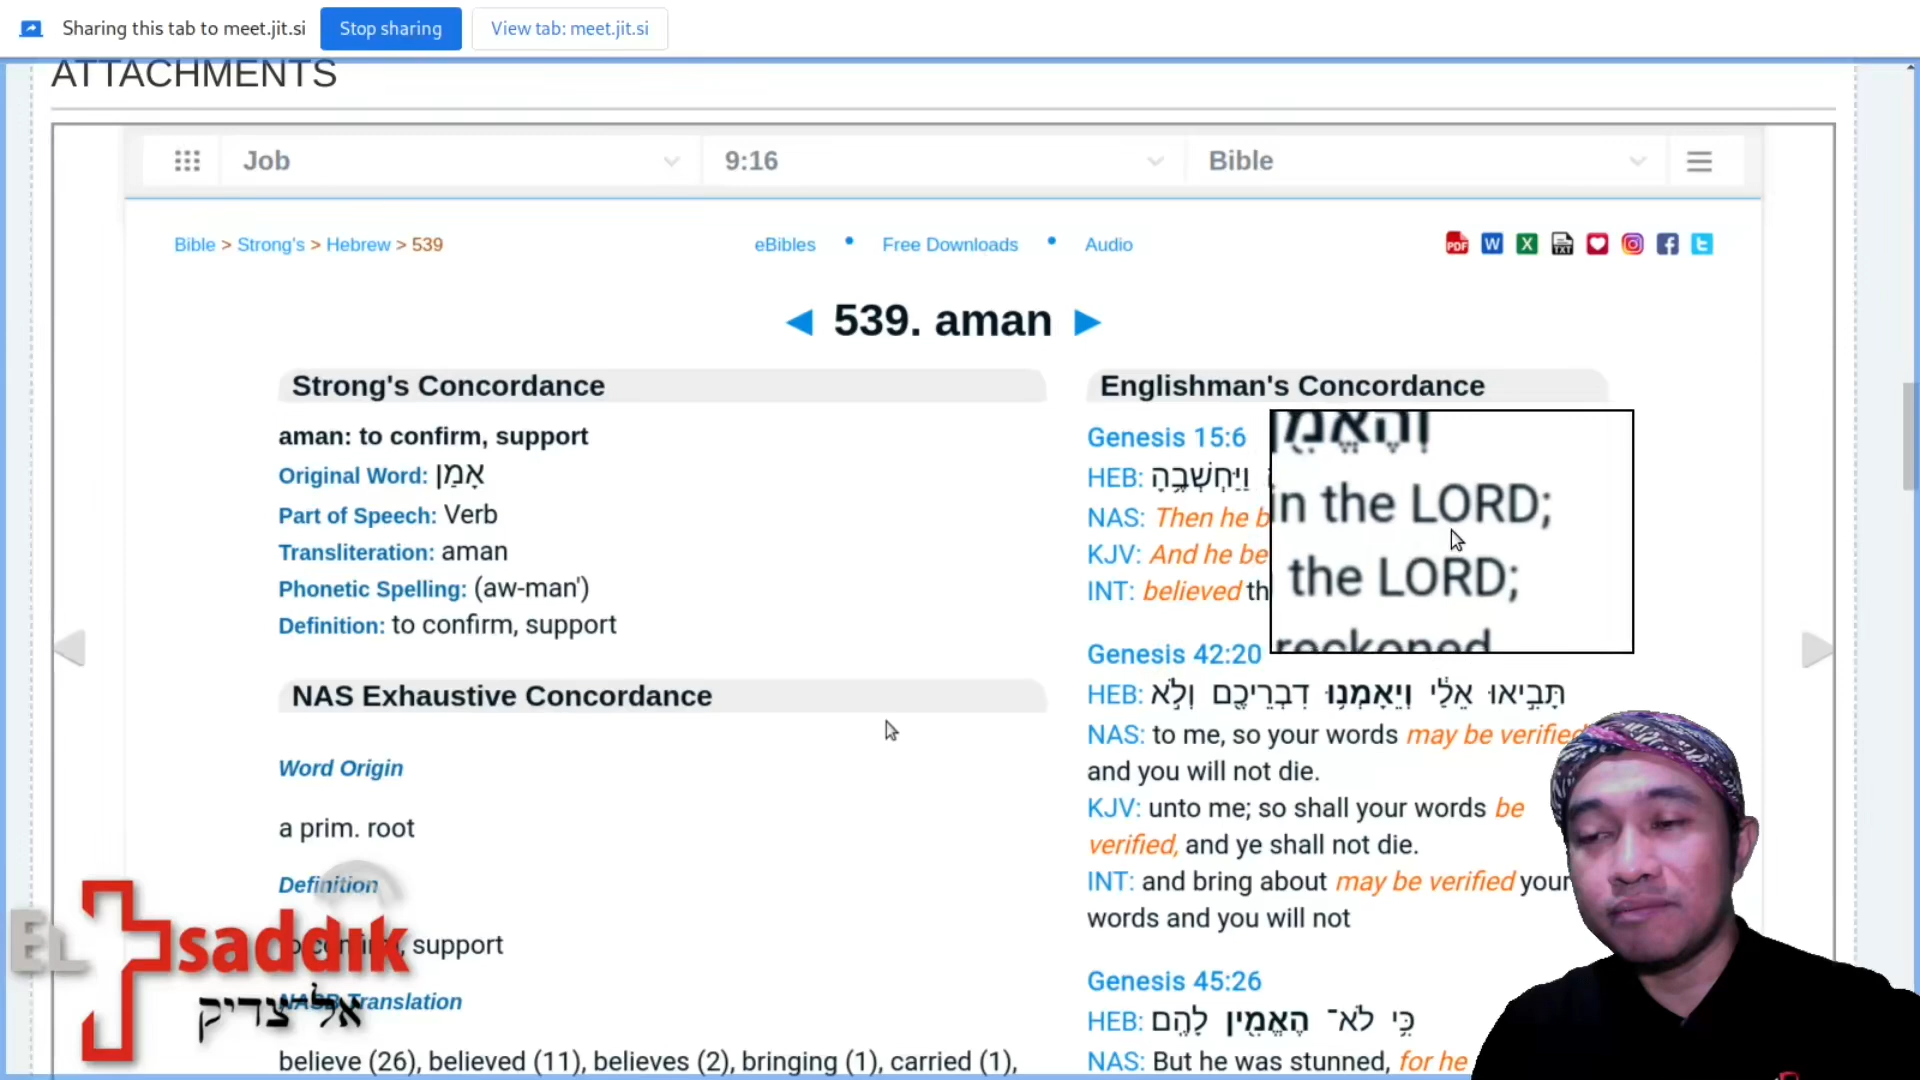 Sharing this tab to meet.jit.si Stop sharing View tab: meet.jit.si
ATTACHMENTS
Job 9:16 Bible
Bible > Strong's > Hebrew > 539 eBibles • Free Downloads • Audio
539. aman
Strong's Concordance
aman: to confirm, support
Original Word: אָמַן
Part of Speech: Verb
Transliteration: aman
Phonetic Spelling: (aw-man')
Definition: to confirm, support
NAS Exhaustive Concordance
Word Origin
a prim. root
Definition
to confirm, support
NASB Translation
believe (26), believed (11), believes (2), bringing (1), carried (1),
Englishman's Concordance
Genesis 15:6
HEB: וַיַּחְשְׁבֶ֥הָ
NAS: Then he b
KJV: And he be
INT: believed th
וְהֶאֱמִ֖ן
in the LORD;
the LORD;
reckoned
Genesis 42:20
HEB: תָּבִ֣יאוּ אֵלַ֔י וְיֵאָמְנ֥וּ דִבְרֵיכֶ֖ם וְלֹ֣א
NAS: to me, so your words may be verified
and you will not die.
KJV: unto me; so shall your words be
verified, and ye shall not die.
INT: and bring about may be verified your
words and you will not
Genesis 45:26
HEB: כִּ֥י לֹא־ הֶאֱמִ֖ין לָהֶֽם
NAS: But he was stunned, for he
EL saddik
אל־צדיק